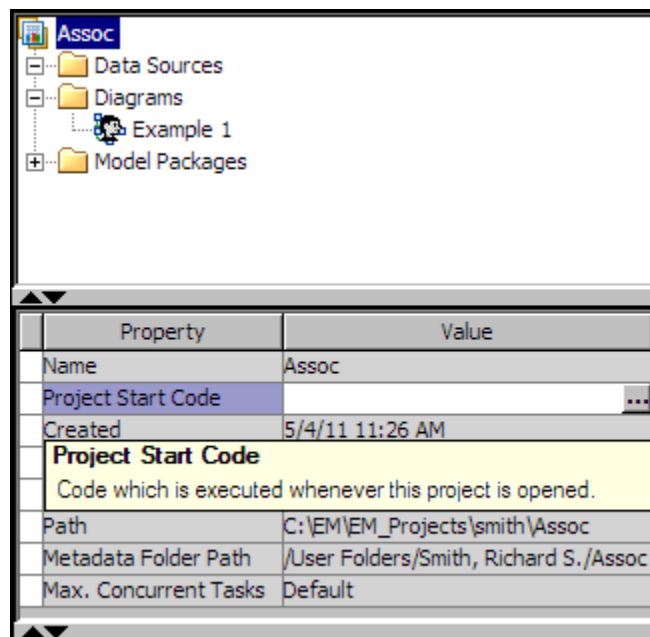 Assoc
Data Sources
Diagrams
Example 1
Model Packages
Property Value
Name Assoc
Project Start Code ...
Created 5/4/11 11:26 AM
Project Start Code
Code which is executed whenever this project is opened.
Path C:\EM\EM_Projects\smith\Assoc
Metadata Folder Path /User Folders/Smith, Richard S./Assoc
Max. Concurrent Tasks Default